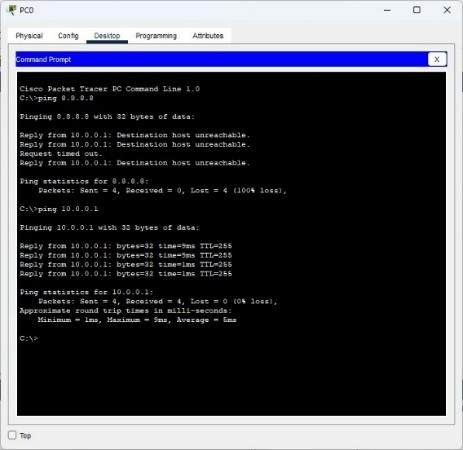 PC0
Physical Config Desktop Programming Attributes
Command Prompt X
Cisco Packet Tracer PC Command Line 1.0
C:\>ping 8.8.8.8
Pinging 8.8.8.8 with 32 bytes of data:
Reply from 10.0.0.1: Destination host unreachable.
Reply from 10.0.0.1: Destination host unreachable.
Request timed out.
Reply from 10.0.0.1: Destination host unreachable.
Ping statistics for 8.8.8.8:
Packets: Sent = 4, Received = 0, Lost = 4 (100% loss),
C:\>ping 10.0.0.1
Pinging 10.0.0.1 with 32 bytes of data:
Reply from 10.0.0.1: bytes=32 time=9ms TTL=255
Reply from 10.0.0.1: bytes=32 time=9ms TTL=255
Reply from 10.0.0.1: bytes=32 time=1ms TTL=255
Reply from 10.0.0.1: bytes=32 time=1ms TTL=255
Ping statistics for 10.0.0.1:
Packets: Sent = 4, Received = 4, Lost = 0 (0% loss),
Approximate round trip times in milli-seconds:
Minimum = 1ms, Maximum = 9ms, Average = 5ms
C:\>
Top